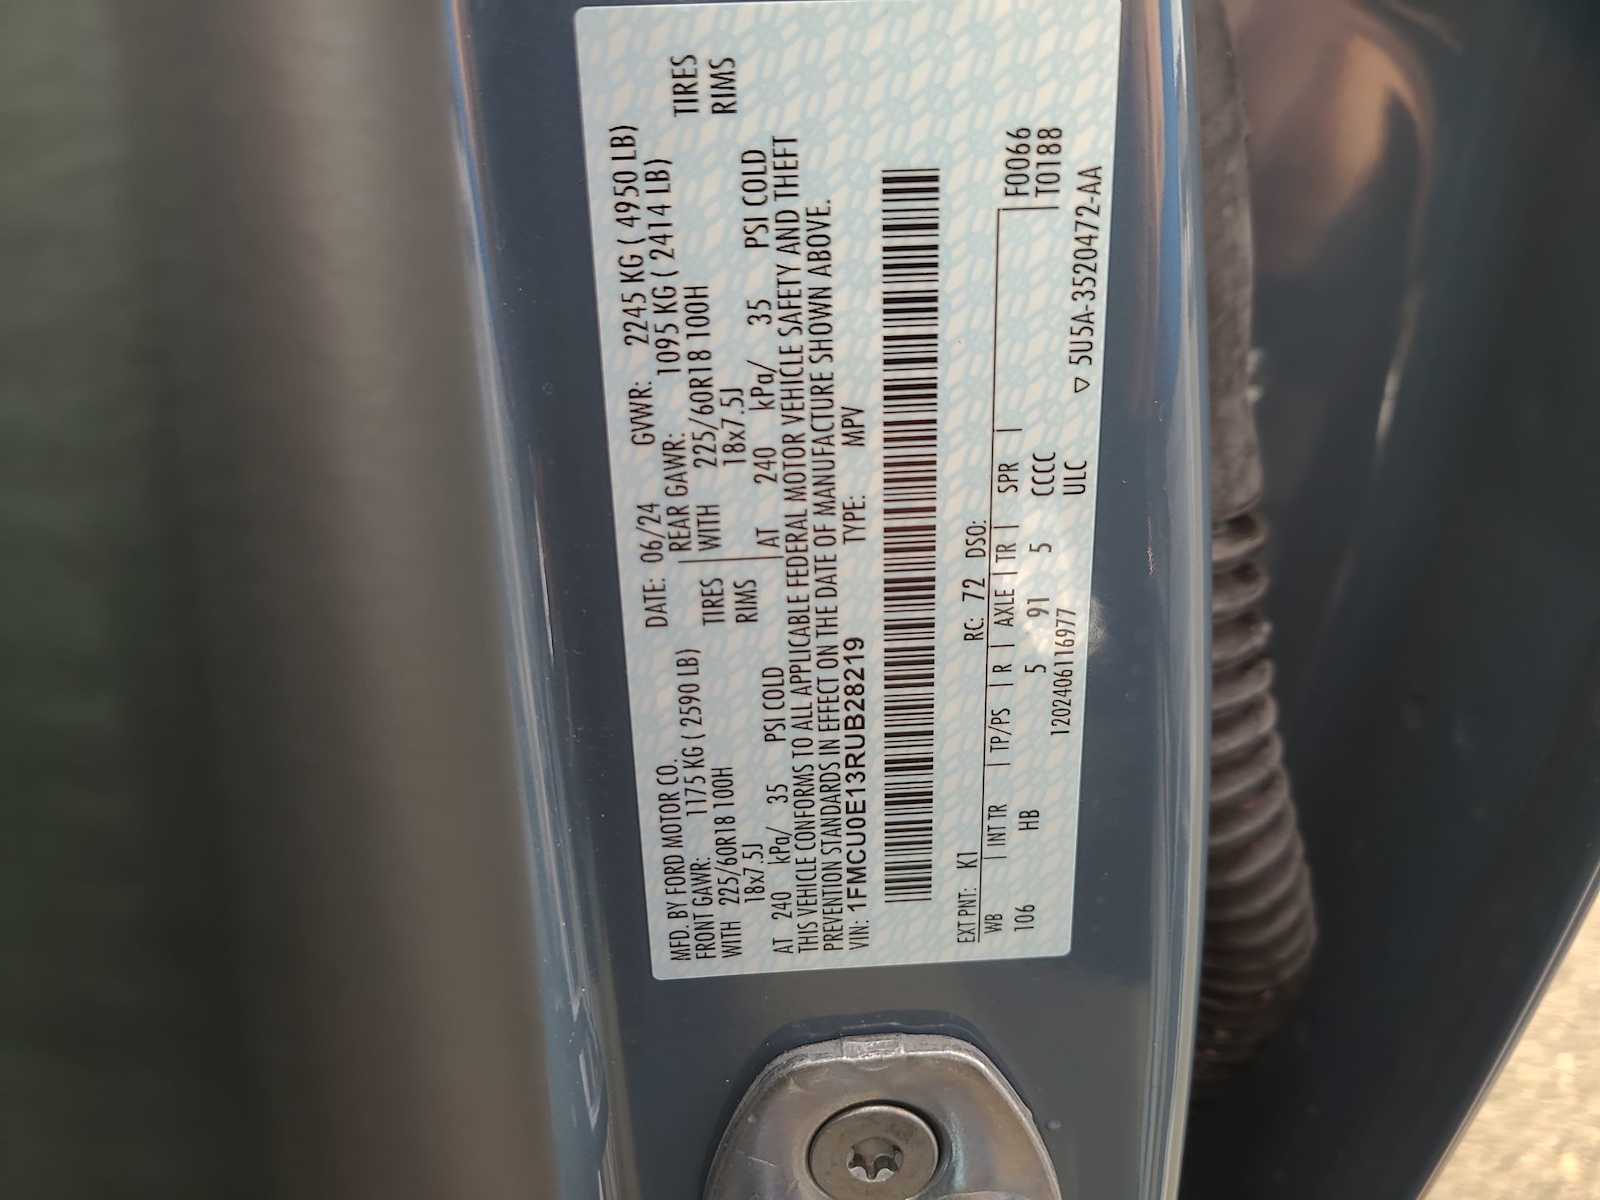 MFD. BY FORD MOTOR CO.
DATE: 06/24 GVWR: 2245 KG ( 4950 LB)
FRONT GAWR: 1175 KG ( 2590 LB) REAR GAWR: 1095 KG ( 2414 LB)
WITH 225/60R18 100H TIRES WITH 225/60R18 100H TIRES
18x7.5J RIMS 18x7.5J RIMS
AT 240 kPa/ 35 PSI COLD AT 240 kPa/ 35 PSI COLD
THIS VEHICLE CONFORMS TO ALL APPLICABLE FEDERAL MOTOR VEHICLE SAFETY AND THEFT
PREVENTION STANDARDS IN EFFECT ON THE DATE OF MANUFACTURE SHOWN ABOVE.
VIN: 1FMCU0E13RUB28219 TYPE: MPV
EXT PNT: K1 RC: 72 DSO:
WB | INT TR | TP/PS | R | AXLE | TR | SPR | F0066
106 HB 5 91 5 CCCC T0188
1202406116977 ULC ▽ 5U5A-3520472-AA